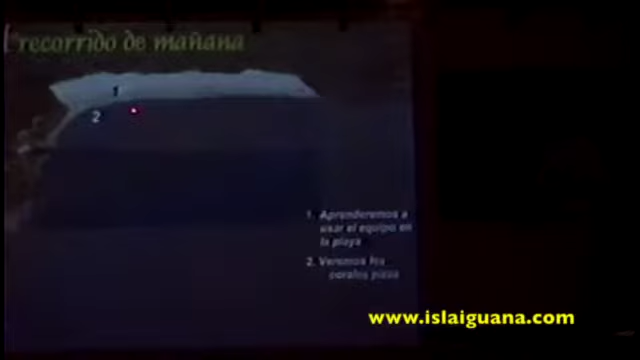 El recorrido de mañana
1
2
1. Aprenderemos a
usar el equipo en
la playa
2. Veremos los
corales
www.islaiguana.com